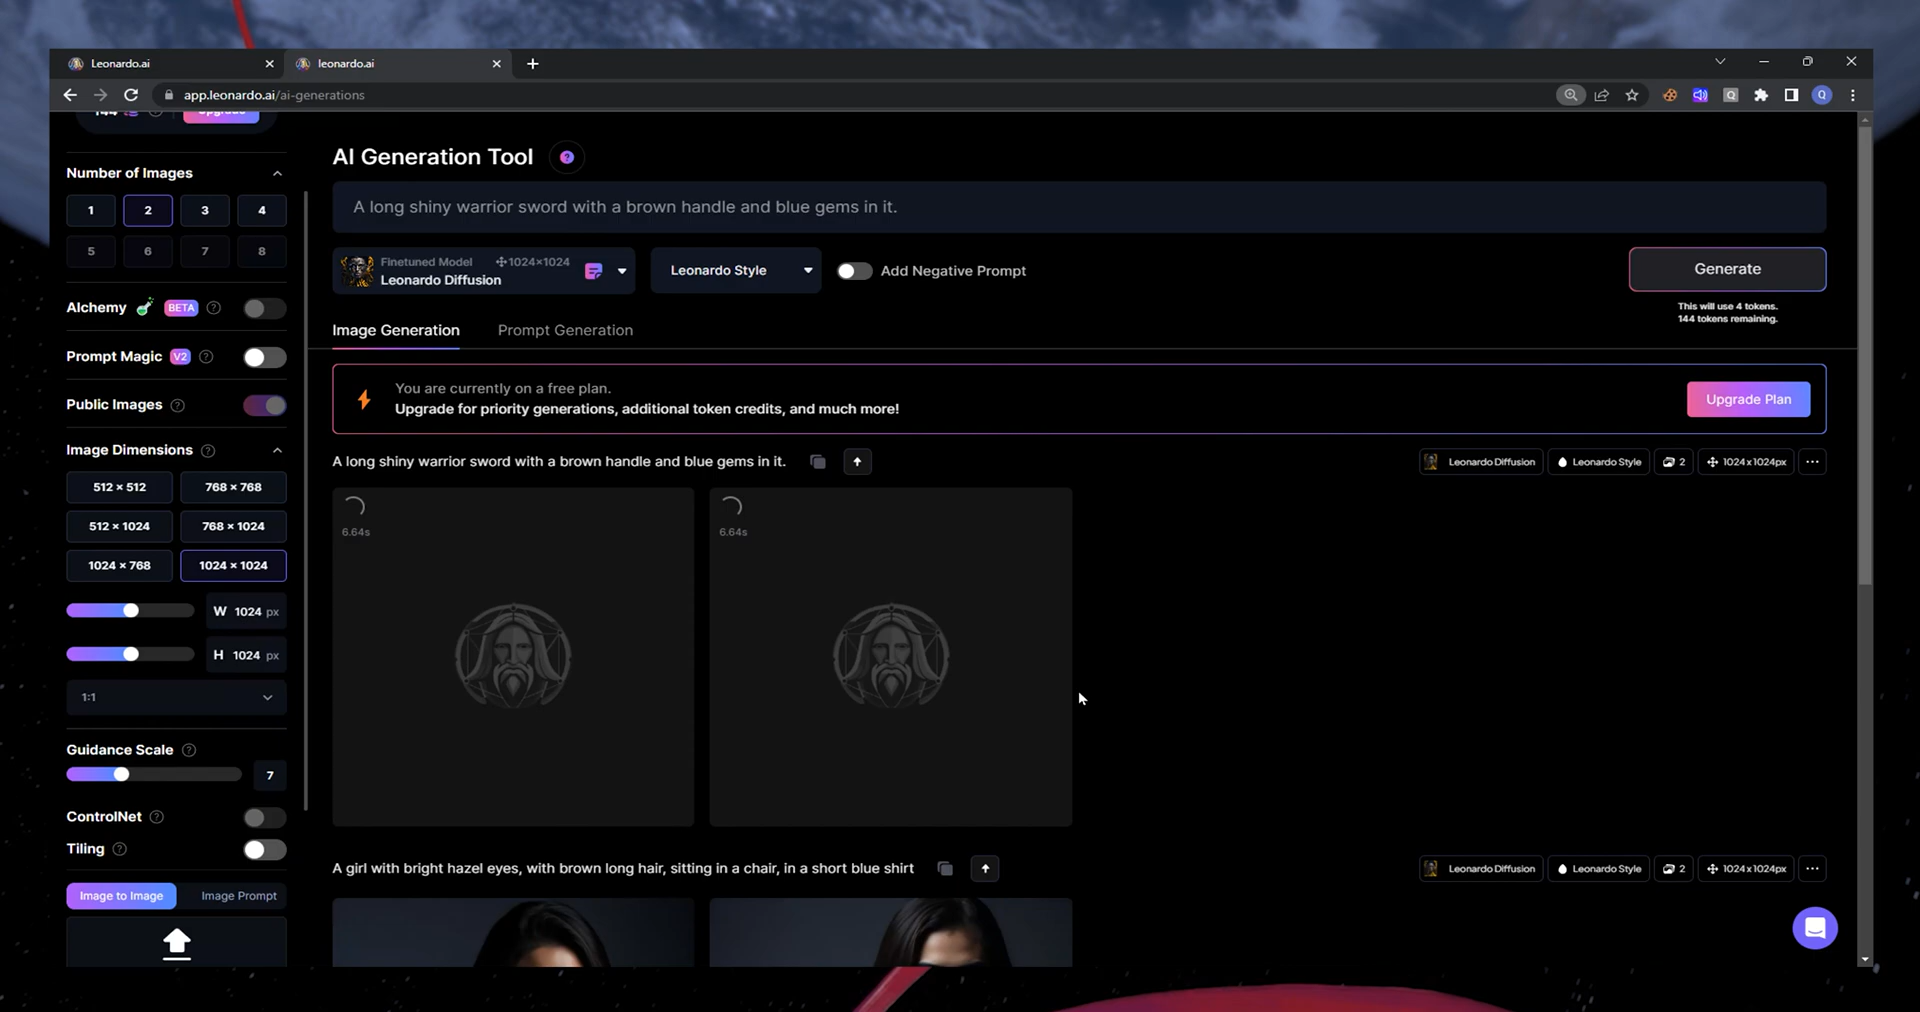 Leonardo.ai
leonardo.ai
app.leonardo.ai/ai-generations
Q
Q
144
Upgrade
Number of Images
1
2
3
4
5
6
7
8
Alchemy BETA ?
Prompt Magic V2 ?
Public Images ?
Image Dimensions ?
512 × 512
768 × 768
512 × 1024
768 × 1024
1024 × 768
1024 × 1024
W 1024 px
H 1024 px
1:1
Guidance Scale ?
7
ControlNet ?
Tiling ?
Image to Image
Image Prompt
AI Generation Tool ?
A long shiny warrior sword with a brown handle and blue gems in it.
Finetuned Model 1024×1024
Leonardo Diffusion
Leonardo Style
Add Negative Prompt
Generate
This will use 4 tokens.
144 tokens remaining.
Image Generation
Prompt Generation
You are currently on a free plan.
Upgrade for priority generations, additional token credits, and much more!
Upgrade Plan
A long shiny warrior sword with a brown handle and blue gems in it.
Leonardo Diffusion
Leonardo Style
2
1024x1024px
6.64s
6.64s
A girl with bright hazel eyes, with brown long hair, sitting in a chair, in a short blue shirt
Leonardo Diffusion
Leonardo Style
2
1024x1024px